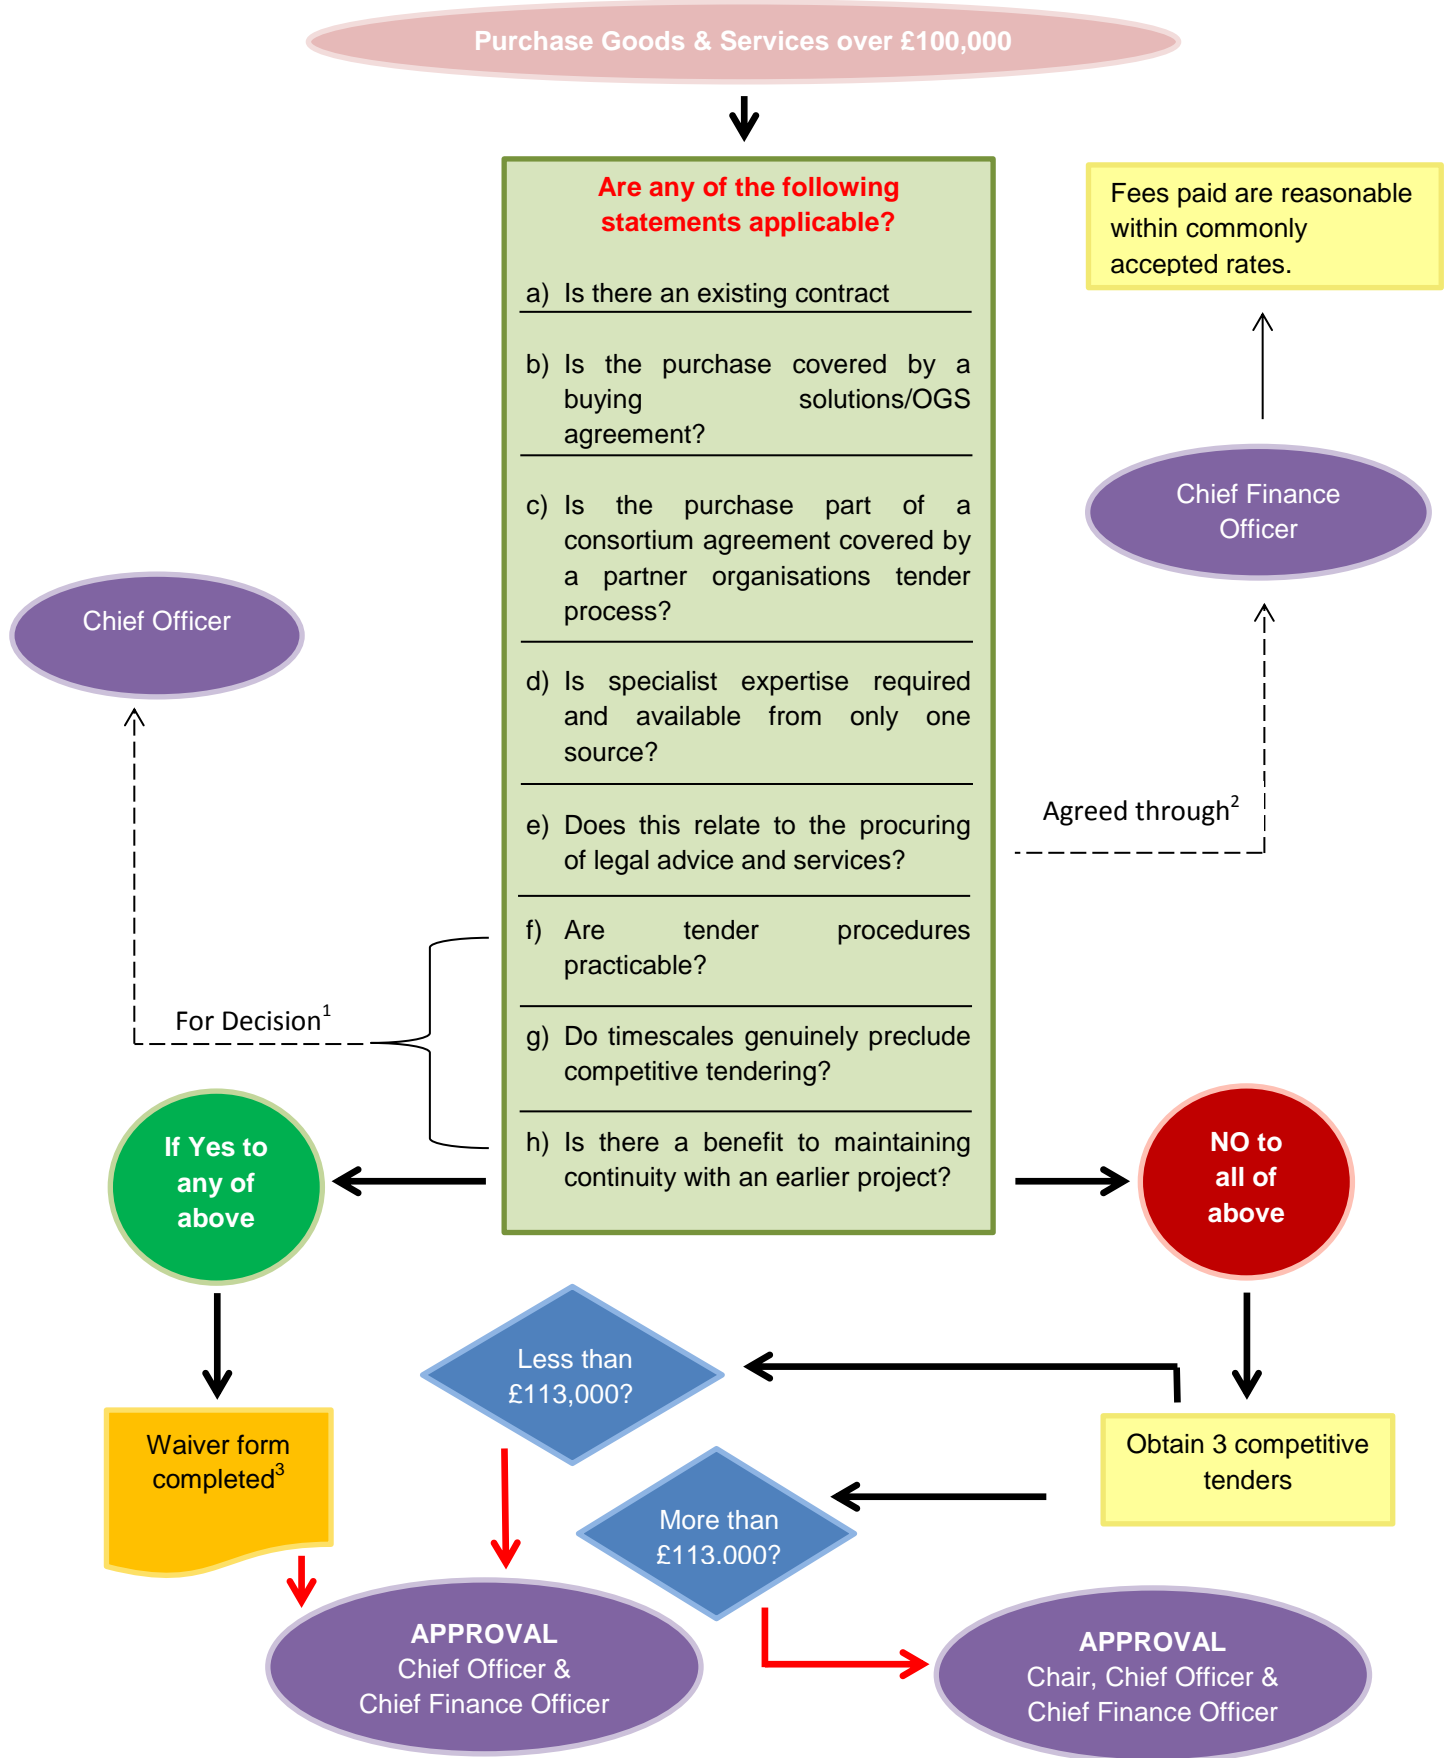 Purchase Goods & Services over £100,000
Are any of the following
statements applicable?
a) Is there an existing contract
b) Is the purchase covered by a
buying solutions/OGS
agreement?
c) Is the purchase part of a
consortium agreement covered by
a partner organisations tender
process?
d) Is specialist expertise required
and available from only one
source?
e) Does this relate to the procuring
of legal advice and services?
f) Are tender procedures
practicable?
g) Do timescales genuinely preclude
competitive tendering?
h) Is there a benefit to maintaining
continuity with an earlier project?
Fees paid are reasonable
within commonly
accepted rates.
Chief Finance
Officer
Agreed through²
Chief Officer
For Decision¹
If Yes to
any of
above
NO to
all of
above
Less than
£113,000?
Waiver form
completed³
Obtain 3 competitive
tenders
More than
£113.000?
APPROVAL
Chief Officer &
Chief Finance Officer
APPROVAL
Chair, Chief Officer &
Chief Finance Officer